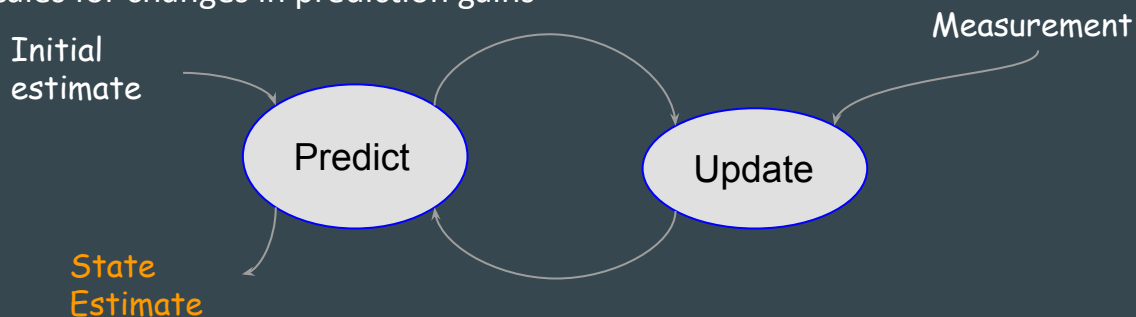 for changes in prediction gains
Measurement
Initial
estimate
Predict
Update
State
Estimate